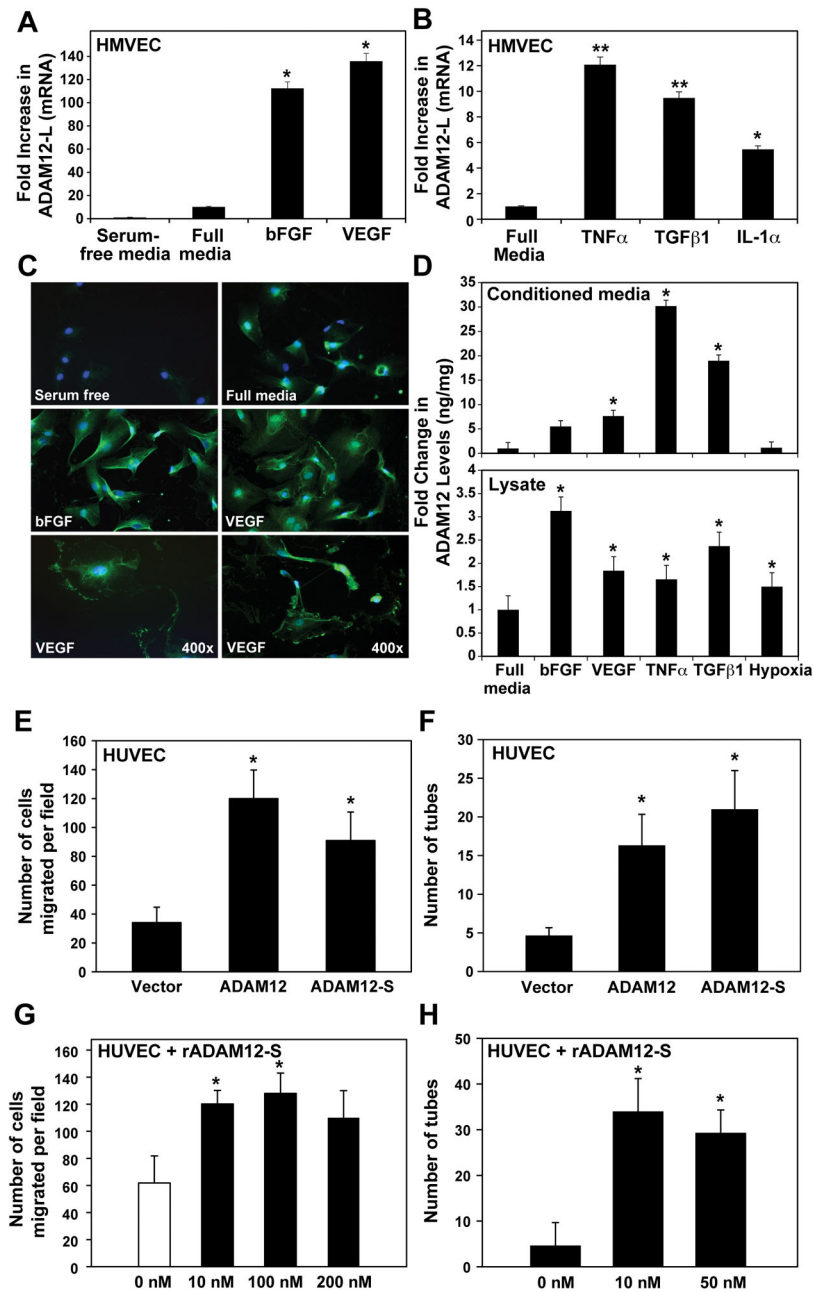 A
HMVEC
Fold Increase in
ADAM12-L (mRNA)
140
120
100
80
60
40
20
0
*
*
Serum-
free media
Full
media
bFGF
VEGF
B
HMVEC
Fold Increase in
ADAM12-L (mRNA)
14
12
10
8
6
4
2
0
**
**
*
Full
Media
TNFα
TGFβ1
IL-1α
C
Serum free
Full media
bFGF
VEGF
VEGF
400x
VEGF
400x
D
Fold Change in
ADAM12 Levels (ng/mg)
Conditioned media
35
30
25
20
15
10
5
0
*
*
*
Lysate
4
3.5
3
2.5
2
1.5
1
0.5
0
*
*
*
*
*
Full
media
bFGF
VEGF
TNFα
TGFβ1
Hypoxia
E
HUVEC
Number of cells
migrated per field
160
140
120
100
80
60
40
20
0
*
*
Vector
ADAM12
ADAM12-S
F
HUVEC
Number of tubes
30
25
20
15
10
5
0
*
*
Vector
ADAM12
ADAM12-S
G
HUVEC + rADAM12-S
Number of cells
migrated per field
160
140
120
100
80
60
40
20
0
*
*
0 nM
10 nM
100 nM
200 nM
H
HUVEC + rADAM12-S
Number of tubes
50
40
30
20
10
0
*
*
0 nM
10 nM
50 nM